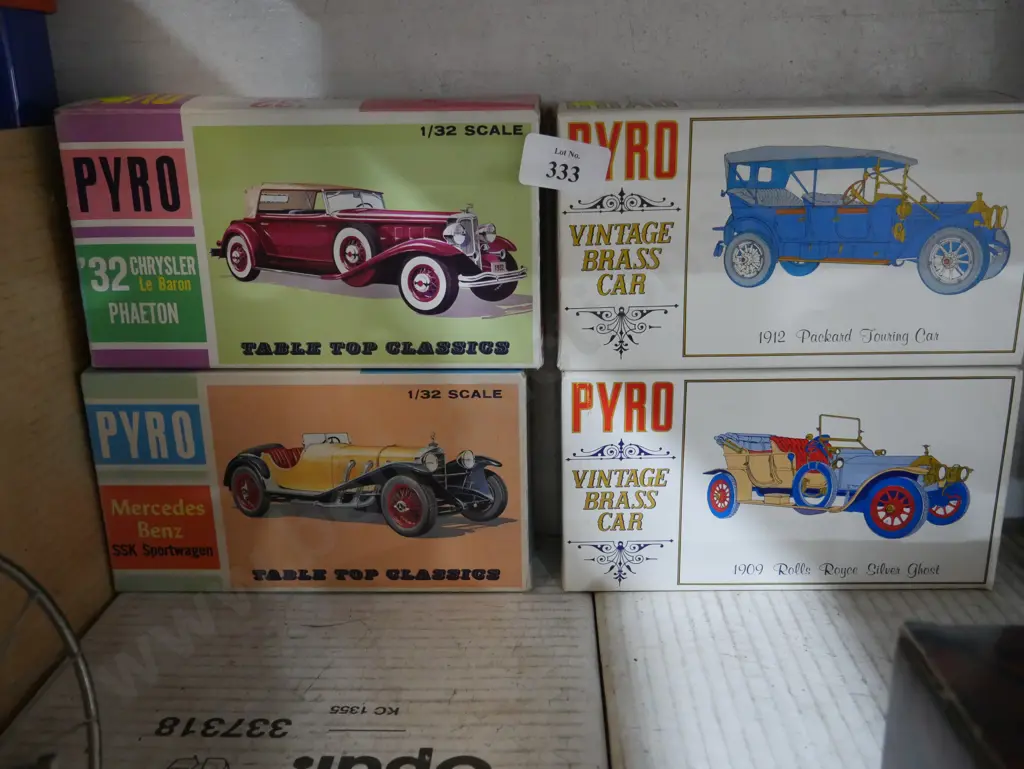 1/32 SCALE
PYRO
'32 CHRYSLER
Le Baron
PHAETON
TABLE TOP CLASSICS
Lot No.
333
PYRO
VINTAGE
BRASS
CAR
1912 Packard Touring Car
1/32 SCALE
PYRO
Mercedes
Benz
SSK Sportwagen
TABLE TOP CLASSICS
PYRO
VINTAGE
BRASS
CAR
1909 Rolls Royce Silver Ghost
KC 1355
337318